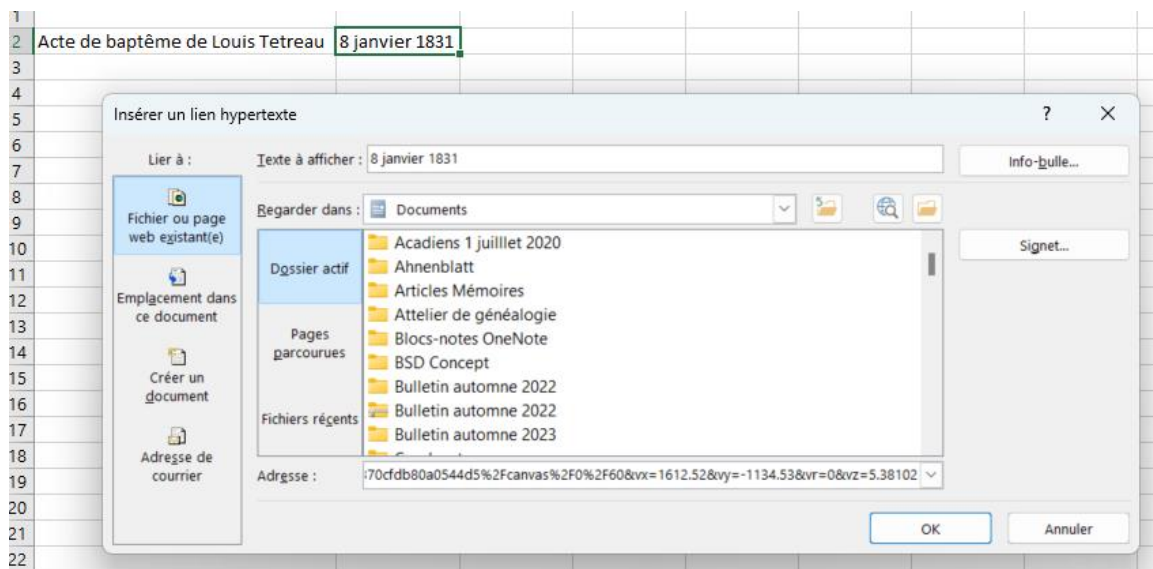 1
2 Acte de baptême de Louis Tetreau 8 janvier 1831
3
4
5
6
7
8
9
10
11
12
13
14
15
16
17
18
19
20
21
22
Insérer un lien hypertexte ? X
Lier à :
Fichier ou page
web existant(e)
Emplacement dans
ce document
Créer un
document
Adresse de
courrier
Texte à afficher : 8 janvier 1831
Info-bulle...
Regarder dans : Documents
Signet...
Dossier actif
Pages
parcourues
Fichiers récents
Acadiens 1 juilllet 2020
Ahnenblatt
Articles Mémoires
Attelier de généalogie
Blocs-notes OneNote
BSD Concept
Bulletin automne 2022
Bulletin automne 2022
Bulletin automne 2023
Adresse : 70cfdb80a0544d5%2Fcanvas%2F0%2F60&vx=1612.52&vy=-1134.53&vr=0&vz=5.38102
OK Annuler